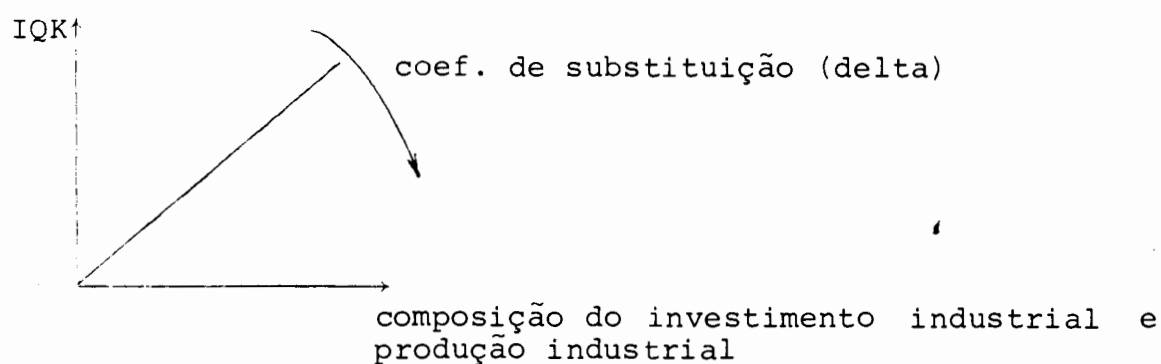 IQK
coef. de substituição (delta)
composição do investimento industrial e
produção industrial